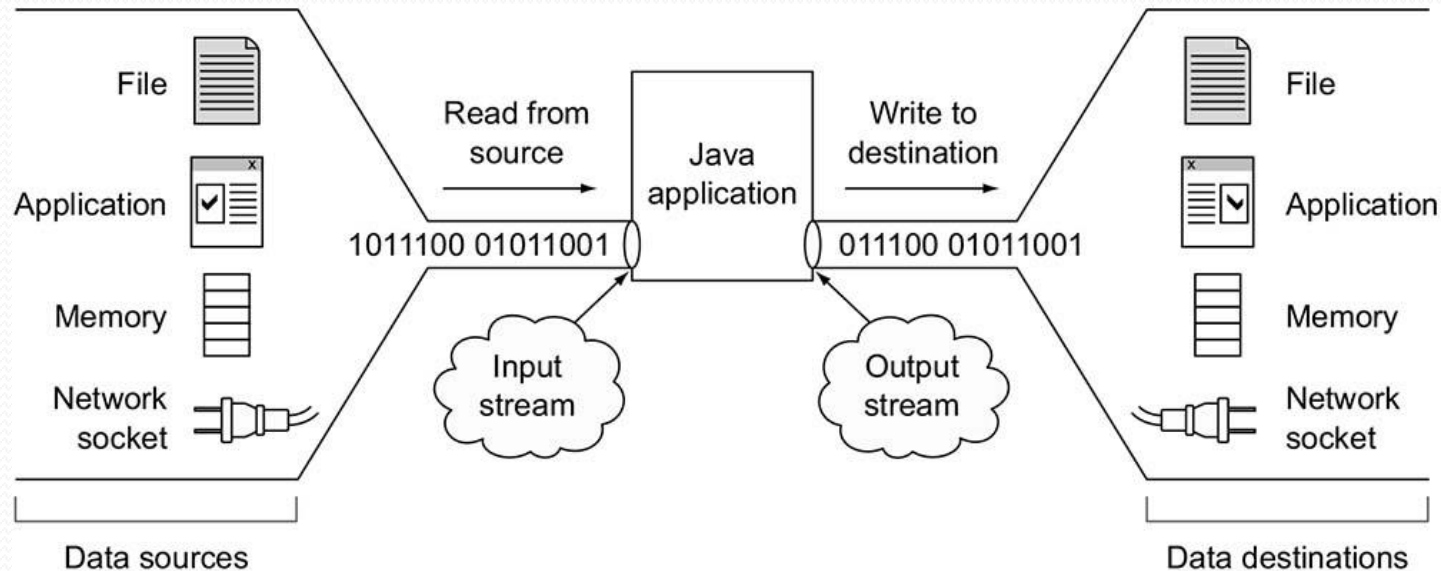 File
Application
Memory
Network
socket
Data sources
Read from
source
1011100 01011001
Input
stream
Java
application
Write to
destination
011100 01011001
Output
stream
File
Application
Memory
Network
socket
Data destinations
X
X